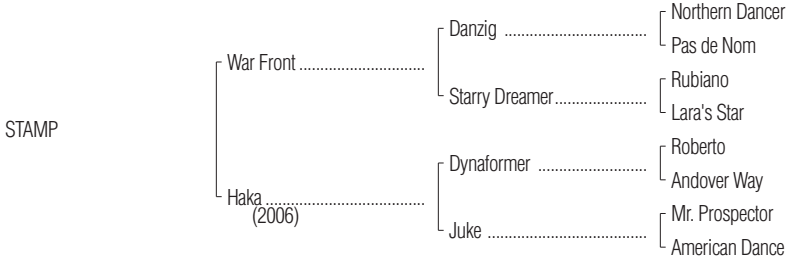 Northern Dancer
Danzig ................................
Pas de Nom
War Front ............................
Rubiano
Starry Dreamer.....................
Lara's Star
STAMP
Roberto
Dynaformer ........................
Andover Way
Haka ...................................
(2006)
Mr. Prospector
Juke ....................................
American Dance